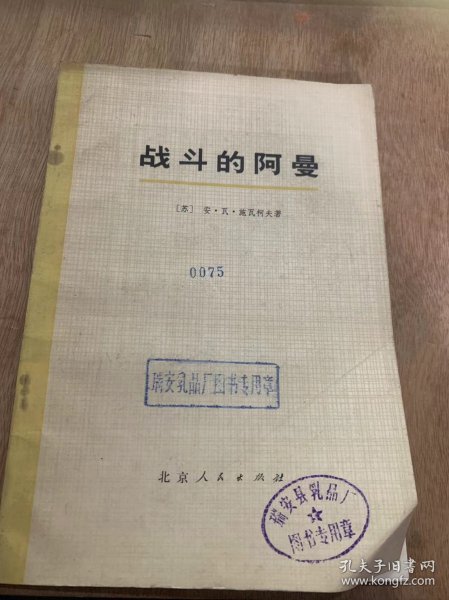 战斗的阿曼
〔苏〕 安·瓦·施瓦柯夫著
0075
瑞安乳品厂图书专用章
北京人民出版社
瑞安县乳品厂
图书专用章
孔夫子旧书网
www.kongfz.com